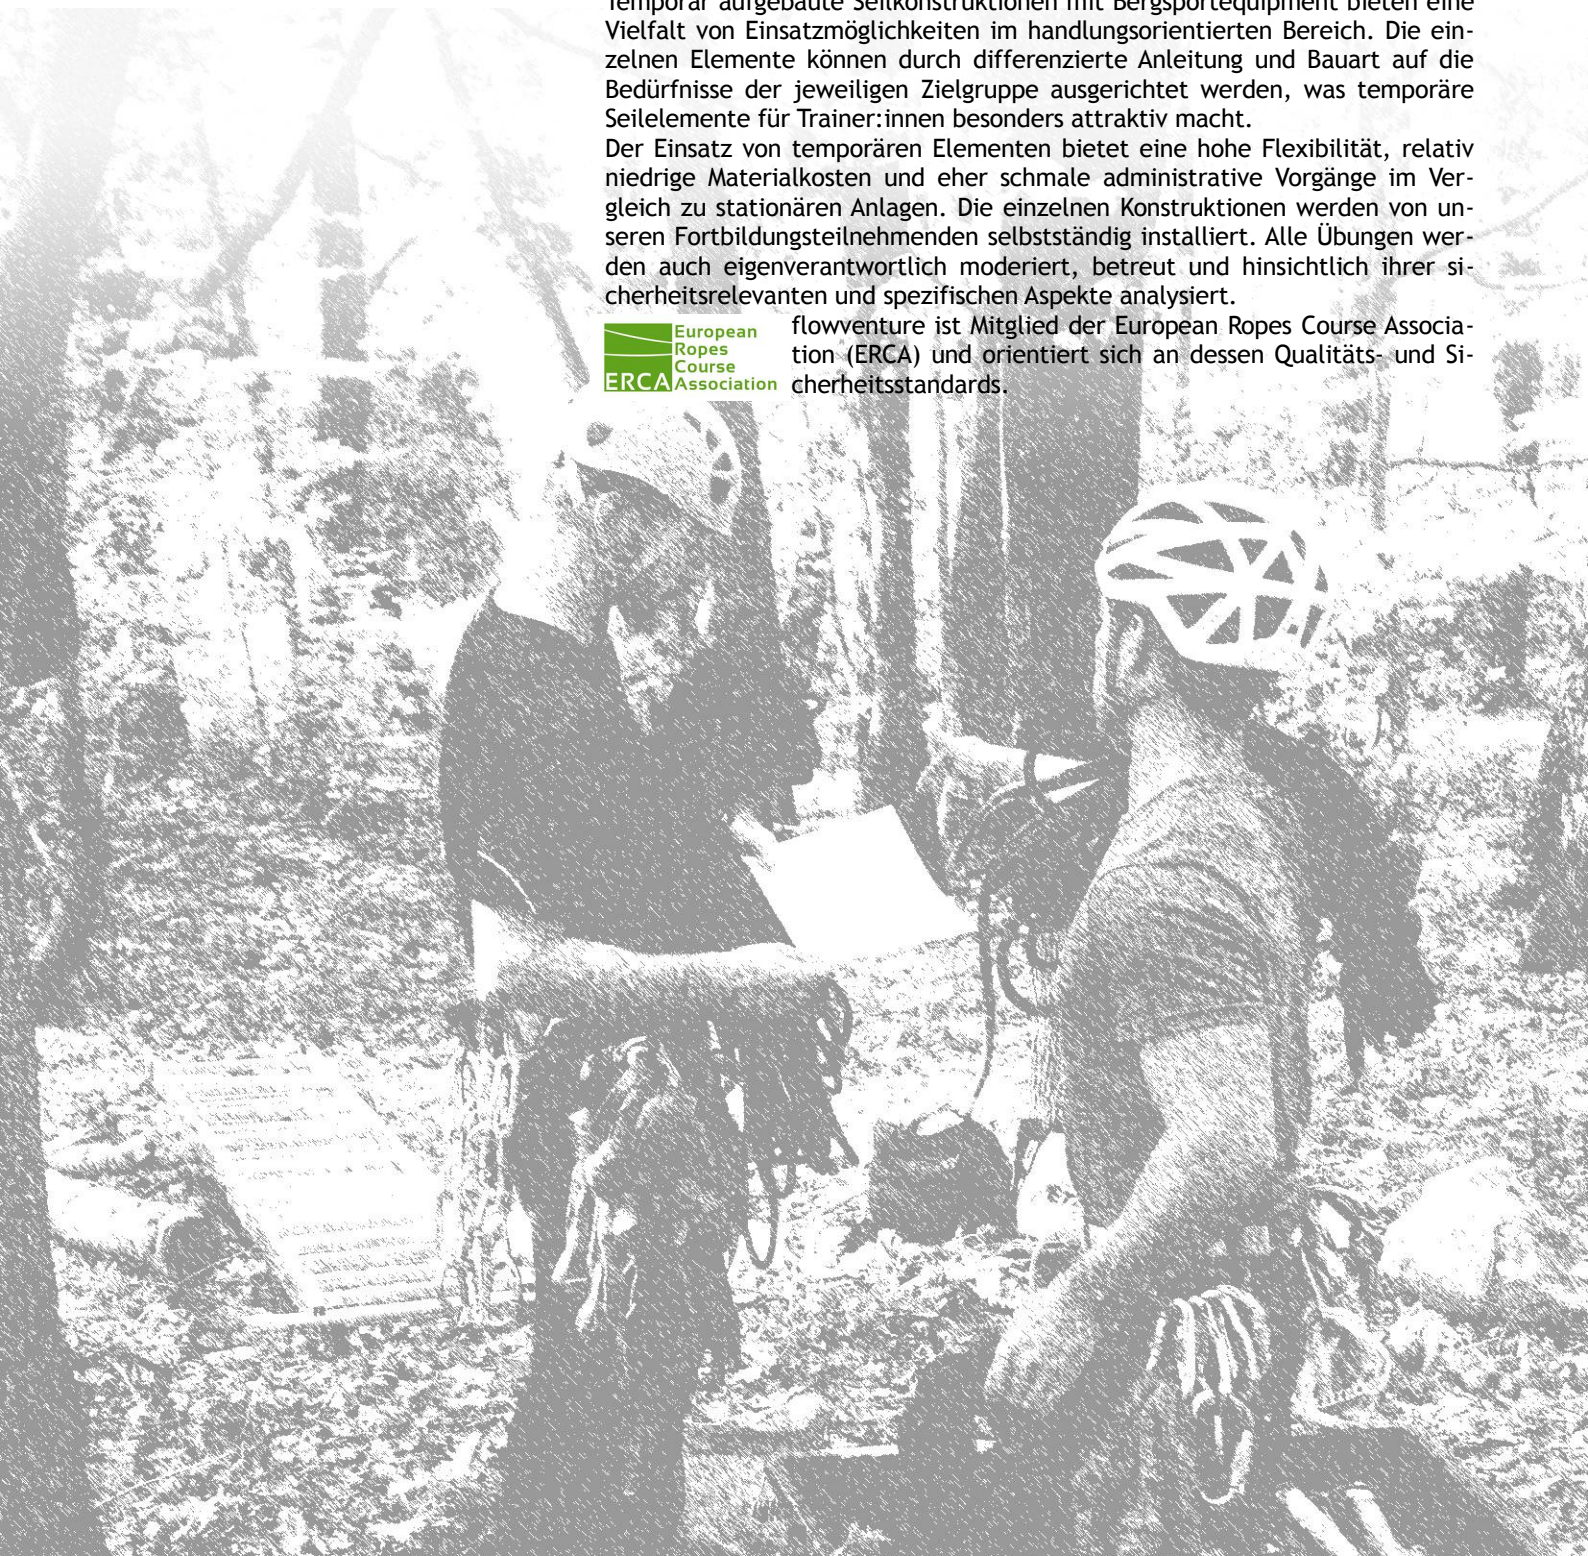 Temporär aufgebaute Seilkonstruktionen mit Bergsportequipment bieten eine
Vielfalt von Einsatzmöglichkeiten im handlungsorientierten Bereich. Die ein-
zelnen Elemente können durch differenzierte Anleitung und Bauart auf die
Bedürfnisse der jeweiligen Zielgruppe ausgerichtet werden, was temporäre
Seilelemente für Trainer:innen besonders attraktiv macht.
Der Einsatz von temporären Elementen bietet eine hohe Flexibilität, relativ
niedrige Materialkosten und eher schmale administrative Vorgänge im Ver-
gleich zu stationären Anlagen. Die einzelnen Konstruktionen werden von un-
seren Fortbildungsteilnehmenden selbstständig installiert. Alle Übungen wer-
den auch eigenverantwortlich moderiert, betreut und hinsichtlich ihrer si-
cherheitsrelevanten und spezifischen Aspekte analysiert.
flowventure ist Mitglied der European Ropes Course Associa-
tion (ERCA) und orientiert sich an dessen Qualitäts- und Si-
cherheitsstandards.
European
Ropes
Course
ERCA Association